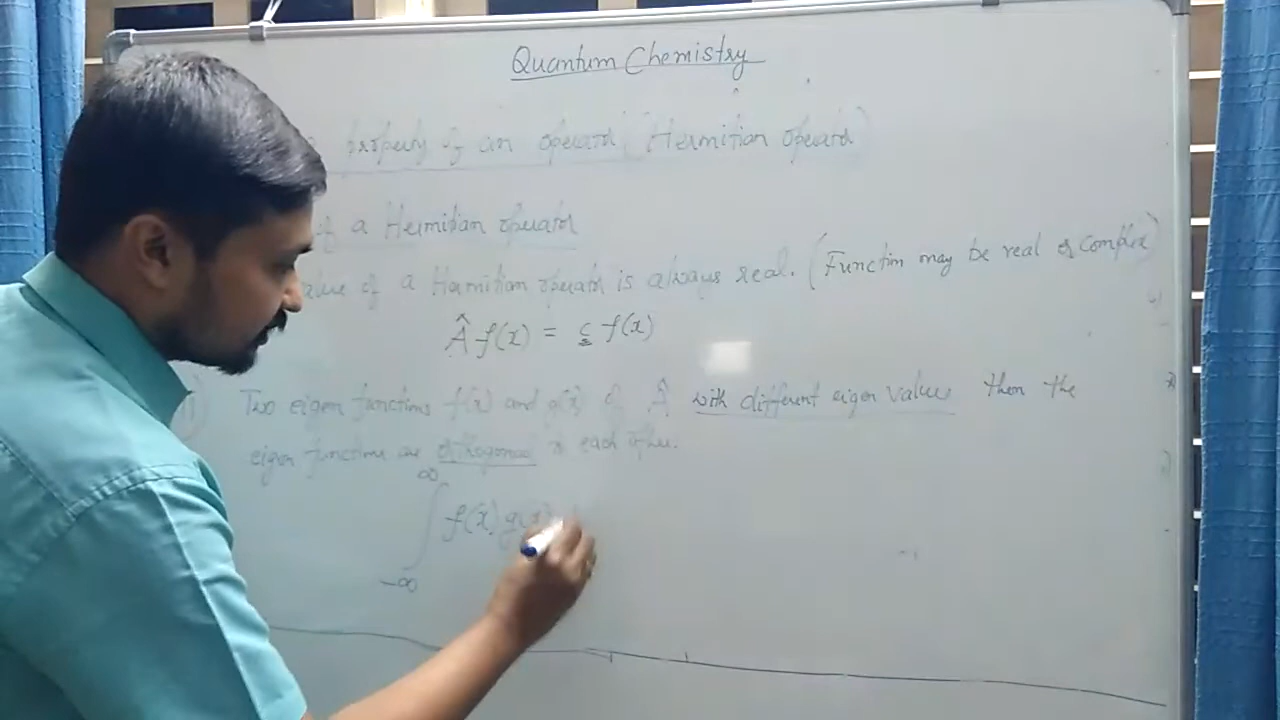 Quantum Chemistry
property of an operator (Hermitian operator)
of a Hermitian operator
value of a Hermitian operator is always real. (Function may be real or complex)
Â f(x) = c f(x)
ii) Two eigen functions f(x) and g(x) of Â with different eigen values then the
eigen functions are orthogonal to each other.
∞
∫ f(x) g(x)
-∞